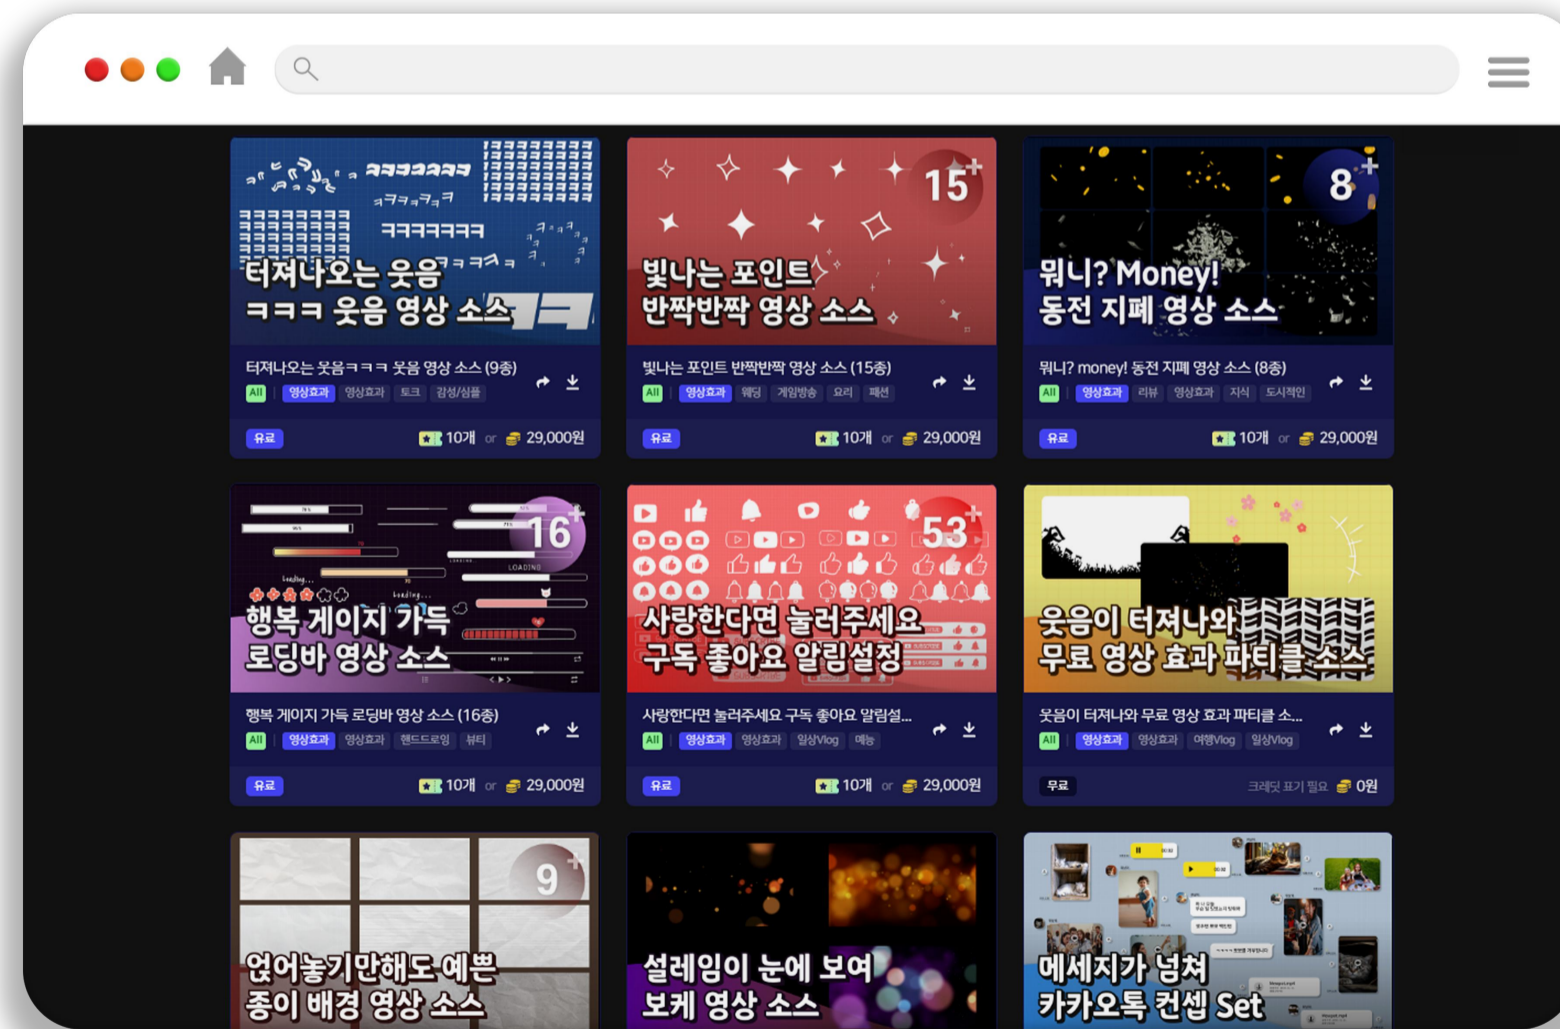 터져나오는 웃음
ㅋㅋㅋ 웃음 영상 소스
터져나오는 웃음ㅋㅋㅋ 웃음 영상 소스 (9종)
All 영상효과 영상효과 토크 감성/심플
유료 10개 or 29,000원
15+
빛나는 포인트
반짝반짝 영상 소스
빛나는 포인트 반짝반짝 영상 소스 (15종)
All 영상효과 웨딩 게임방송 요리 패션
유료 10개 or 29,000원
8+
뭐니? Money!
동전 지폐 영상 소스
뭐니? money! 동전 지폐 영상 소스 (8종)
All 영상효과 리뷰 영상효과 지식 도시적인
유료 10개 or 29,000원
16+
LOADING
Loading...
Loading...
행복 게이지 가득
로딩바 영상 소스
행복 게이지 가득 로딩바 영상 소스 (16종)
All 영상효과 영상효과 핸드드로잉 뷰티
유료 10개 or 29,000원
53+
사랑한다면 눌러주세요
구독 좋아요 알림설정
사랑한다면 눌러주세요 구독 좋아요 알림설...
All 영상효과 영상효과 일상Vlog 예능
유료 10개 or 29,000원
웃음이 터져나와
무료 영상 효과 파티클 소스
웃음이 터져나와 무료 영상 효과 파티클 소...
All 영상효과 영상효과 여행Vlog 일상Vlog
무료 크레딧 표기 필요 0원
9+
얹어놓기만해도 예쁜
종이 배경 영상 소스
설레임이 눈에 보여
보케 영상 소스
메세지가 넘쳐
카카오톡 컨셉 Set